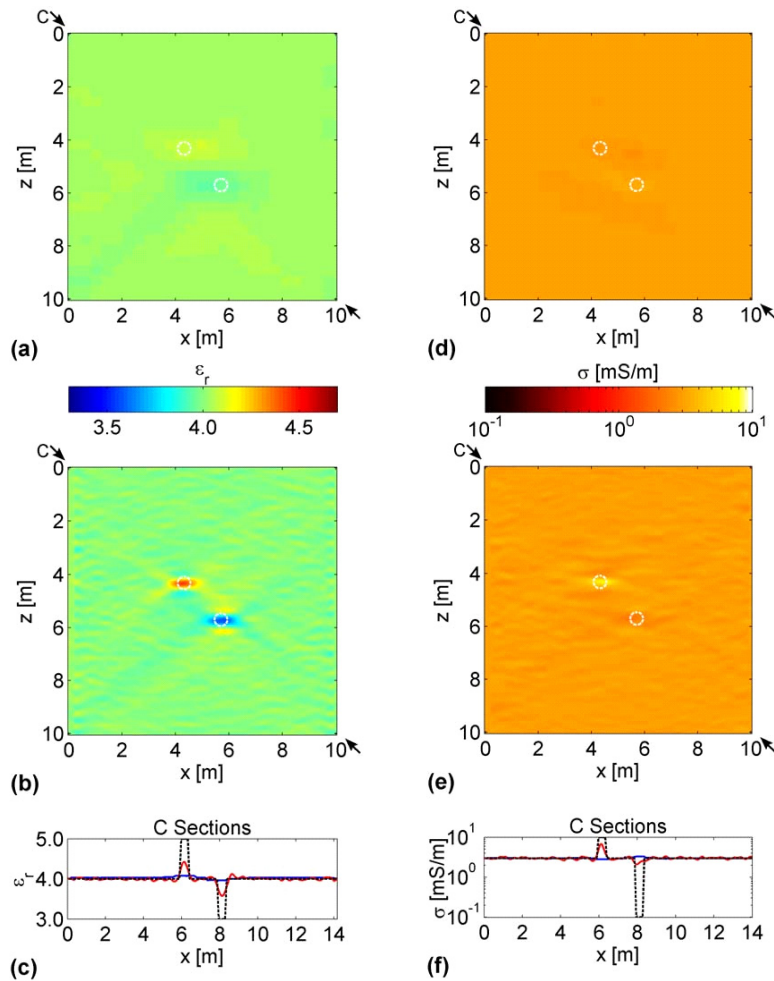 C
0
2
4
6
8
10
z [m]
0 2 4 6 8 10
x [m]
(a)
C
0
2
4
6
8
10
z [m]
0 2 4 6 8 10
x [m]
(d)
εr
3.5 4.0 4.5
σ [mS/m]
10-1 100 101
C
0
2
4
6
8
10
z [m]
0 2 4 6 8 10
x [m]
(b)
C
0
2
4
6
8
10
z [m]
0 2 4 6 8 10
x [m]
(e)
C Sections
5.0
4.0
3.0
εr
0 2 4 6 8 10 12 14
x [m]
(c)
C Sections
101
100
10-1
σ [mS/m]
0 2 4 6 8 10 12 14
x [m]
(f)